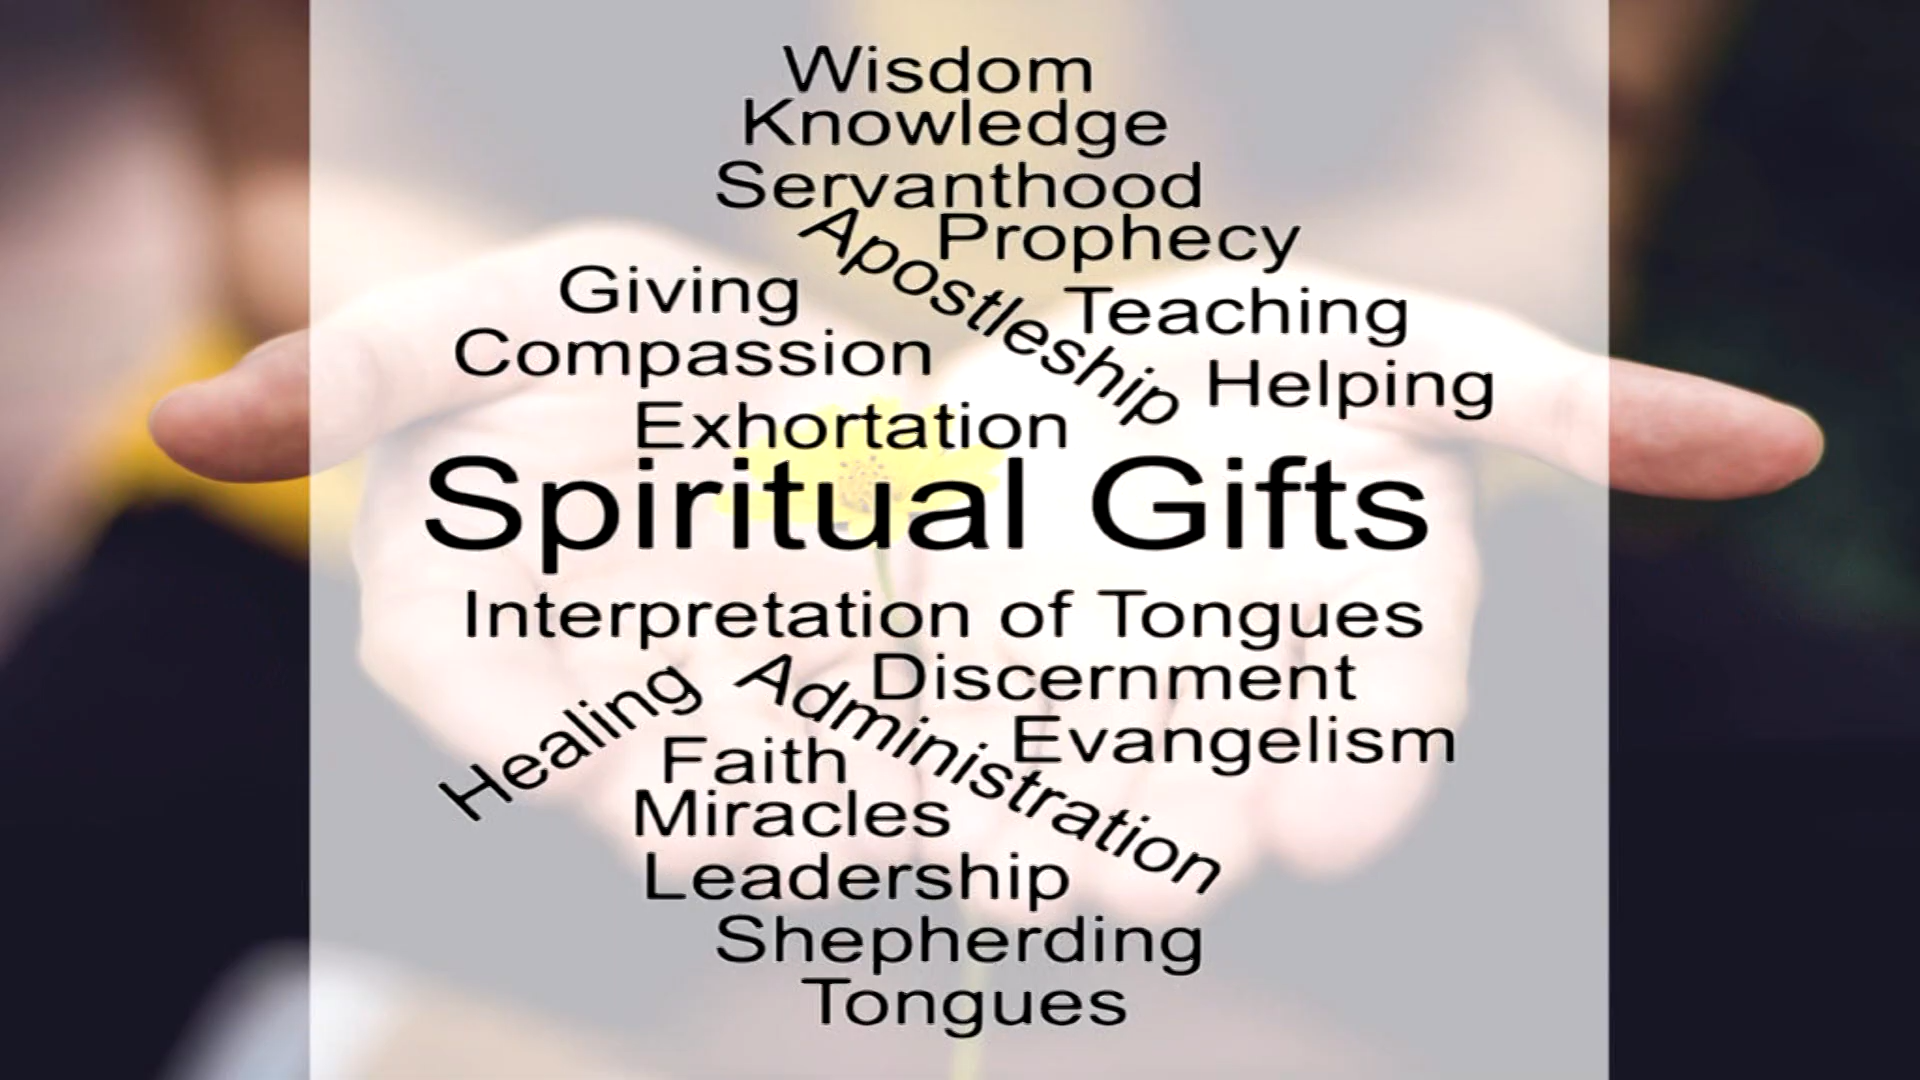 Wisdom
Knowledge
Servanthood
Apostleship
Prophecy
Giving
Teaching
Compassion
Helping
Exhortation
Spiritual Gifts
Interpretation of Tongues
Healing
Administration
Discernment
Evangelism
Faith
Miracles
Leadership
Shepherding
Tongues